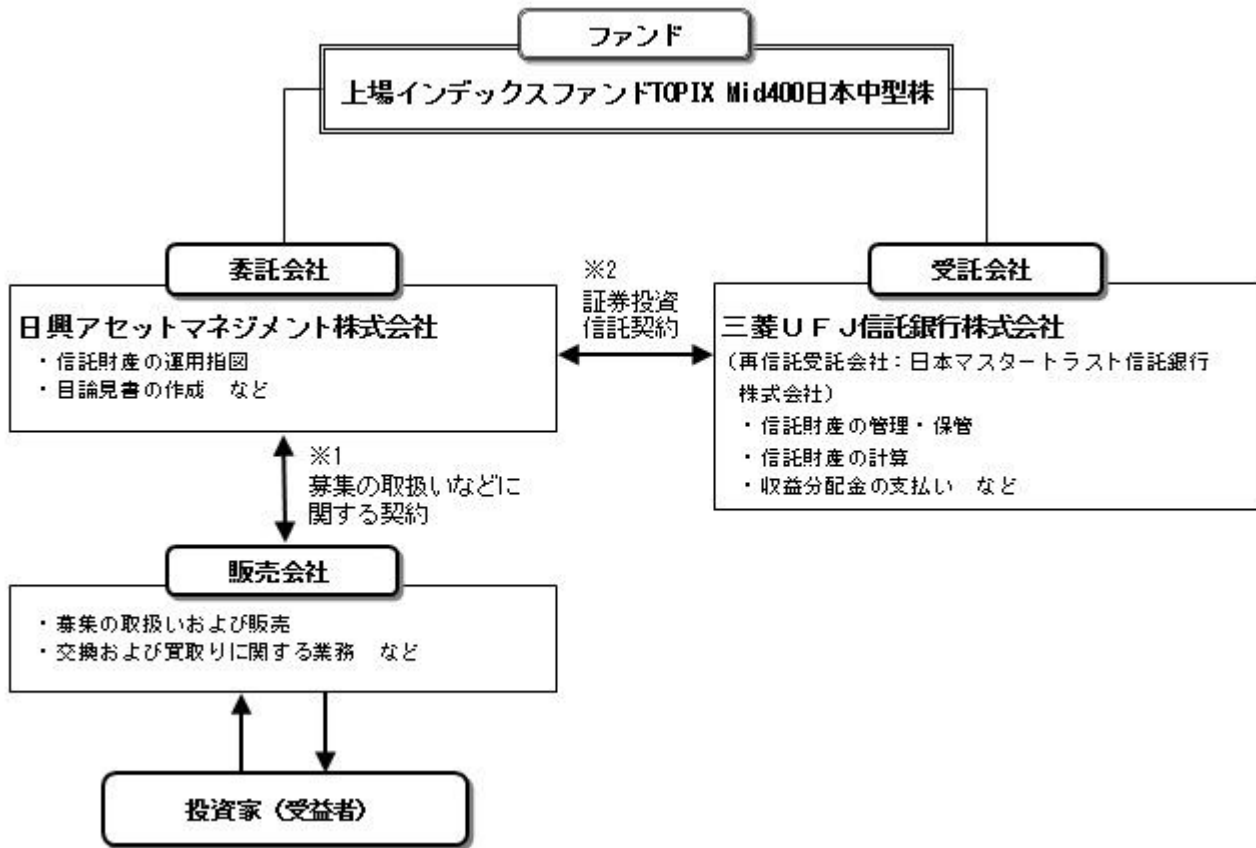 ファンド
上場インデックスファンドTOPIX Mid400日本中型株
委託会社
日興アセットマネジメント株式会社
・信託財産の運用指図
・目論見書の作成　など
※2
証券投資
信託契約
受託会社
三菱ＵＦＪ信託銀行株式会社
（再信託受託会社：日本マスタートラスト信託銀行
株式会社）
・信託財産の管理・保管
・信託財産の計算
・収益分配金の支払い　など
※1
募集の取扱いなどに
関する契約
販売会社
・募集の取扱いおよび販売
・交換および買取りに関する業務　など
投資家（受益者）